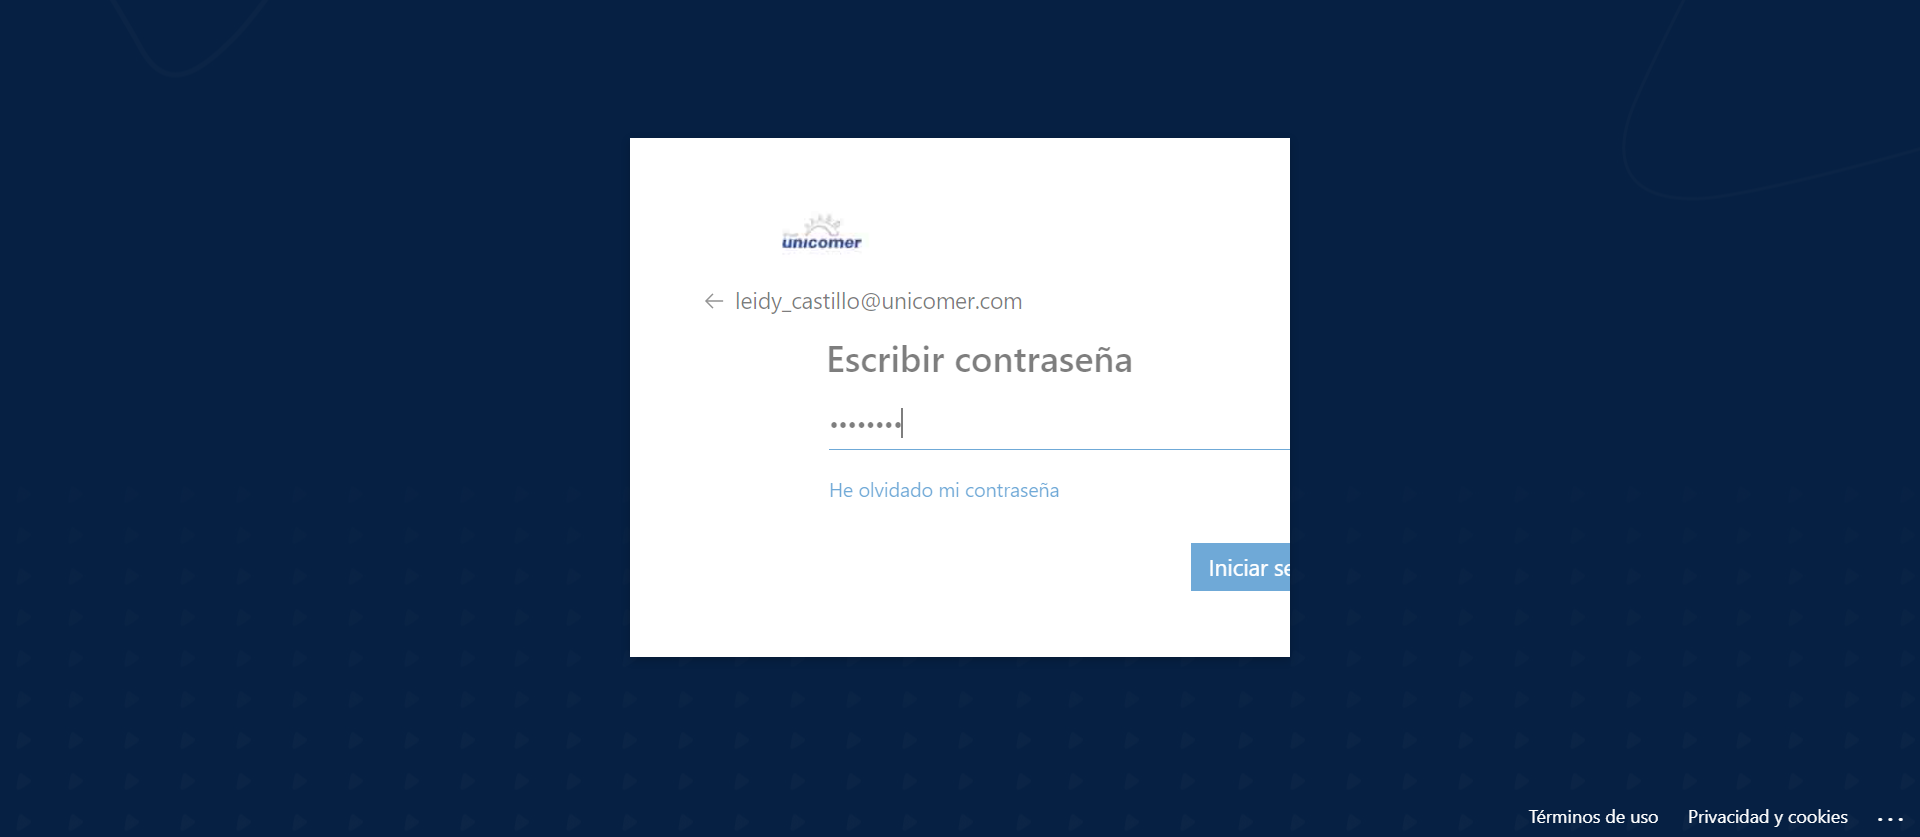 unicomer
← leidy_castillo@unicomer.com
Escribir contraseña
••••••••
He olvidado mi contraseña
Iniciar se
Términos de uso Privacidad y cookies ...